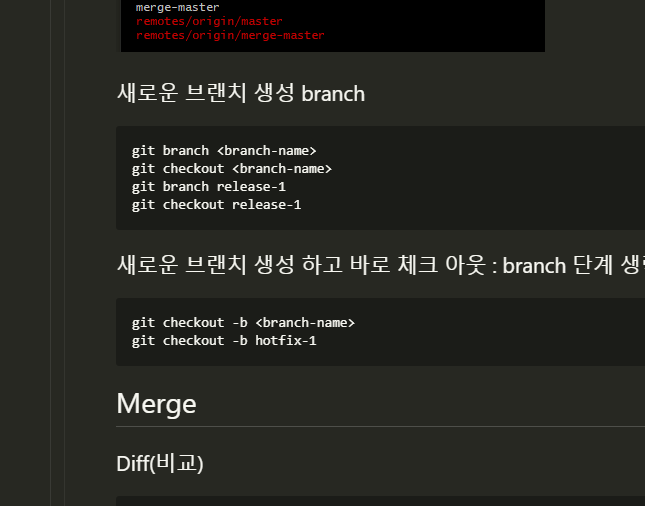 merge-master
remotes/origin/master
remotes/origin/merge-master
새로운 브랜치 생성 branch
git branch <branch-name>
git checkout <branch-name>
git branch release-1
git checkout release-1
새로운 브랜치 생성 하고 바로 체크 아웃 : branch 단계
git checkout -b <branch-name>
git checkout -b hotfix-1
Merge
Diff(비교)